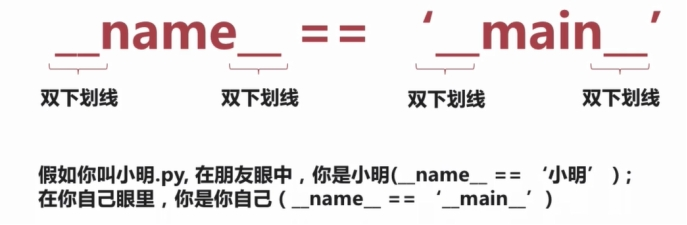 __name__ == ‘__main__’
双下划线 双下划线 双下划线 双下划线
假如你叫小明.py, 在朋友眼中，你是小明(__name__ == ‘小明’ )；
在你自己眼里，你是你自己（ __name__ == ‘__main__’）